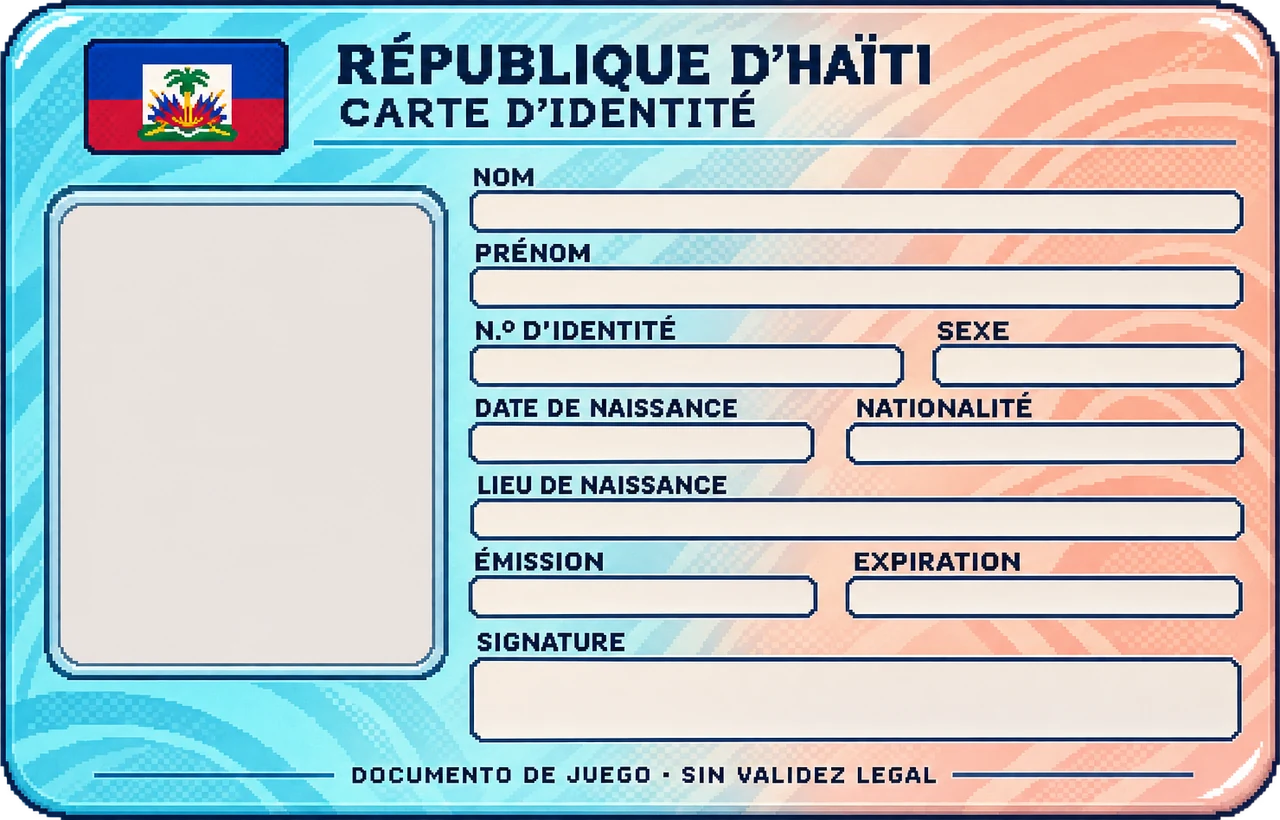 RÉPUBLIQUE D’HAÏTI
CARTE D’IDENTITÉ
NOM
PRÉNOM
N.º D’IDENTITÉ
SEXE
DATE DE NAISSANCE
NATIONALITÉ
LIEU DE NAISSANCE
ÉMISSION
EXPIRATION
SIGNATURE
DOCUMENTO DE JUEGO · SIN VALIDEZ LEGAL